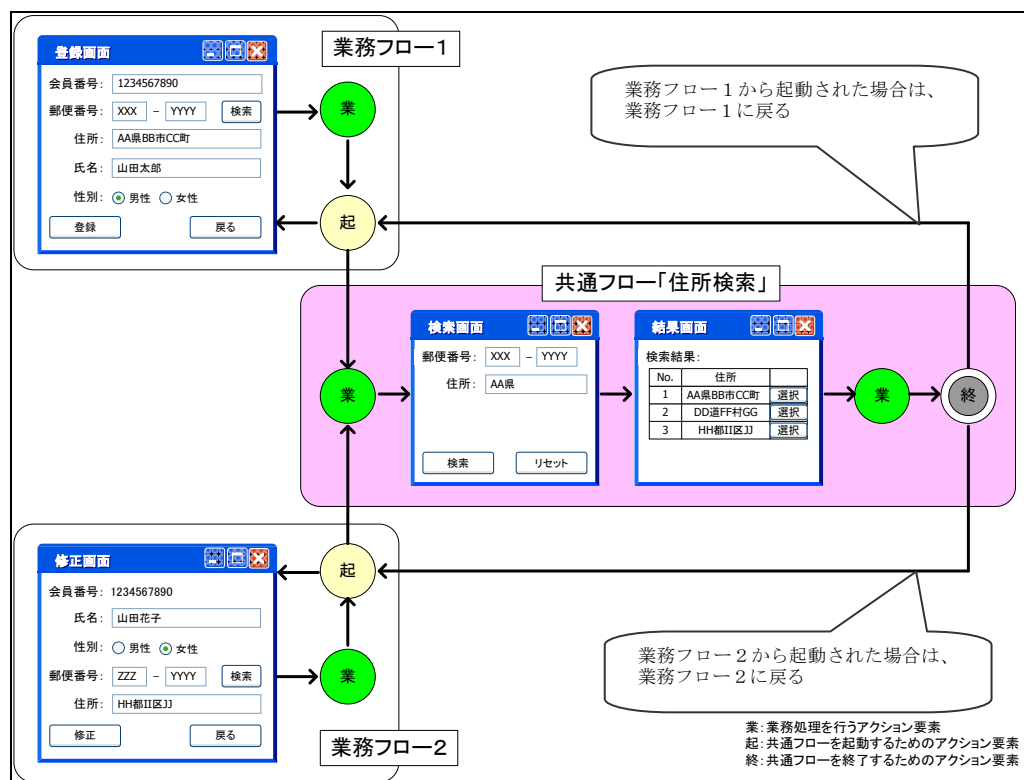 業務フロー1
登録画面
会員番号: 1234567890
郵便番号: XXX - YYYY 検索
住所: AA県BB市CC町
氏名: 山田太郎
性別: 男性 女性
登録 戻る
業
起
業務フロー1から起動された場合は、
業務フロー1に戻る
共通フロー「住所検索」
業
検索画面
郵便番号: XXX - YYYY
住所: AA県
検索 リセット
結果画面
検索結果:
No. 住所
1 AA県BB市CC町 選択
2 DD道FF村GG 選択
3 HH都II区JJ 選択
業
終
修正画面
会員番号: 1234567890
氏名: 山田花子
性別: 男性 女性
郵便番号: ZZZ - YYYY 検索
住所: HH都II区JJ
修正 戻る
起
業
業務フロー2
業務フロー2から起動された場合は、
業務フロー2に戻る
業:業務処理を行うアクション要素
起:共通フローを起動するためのアクション要素
終:共通フローを終了するためのアクション要素